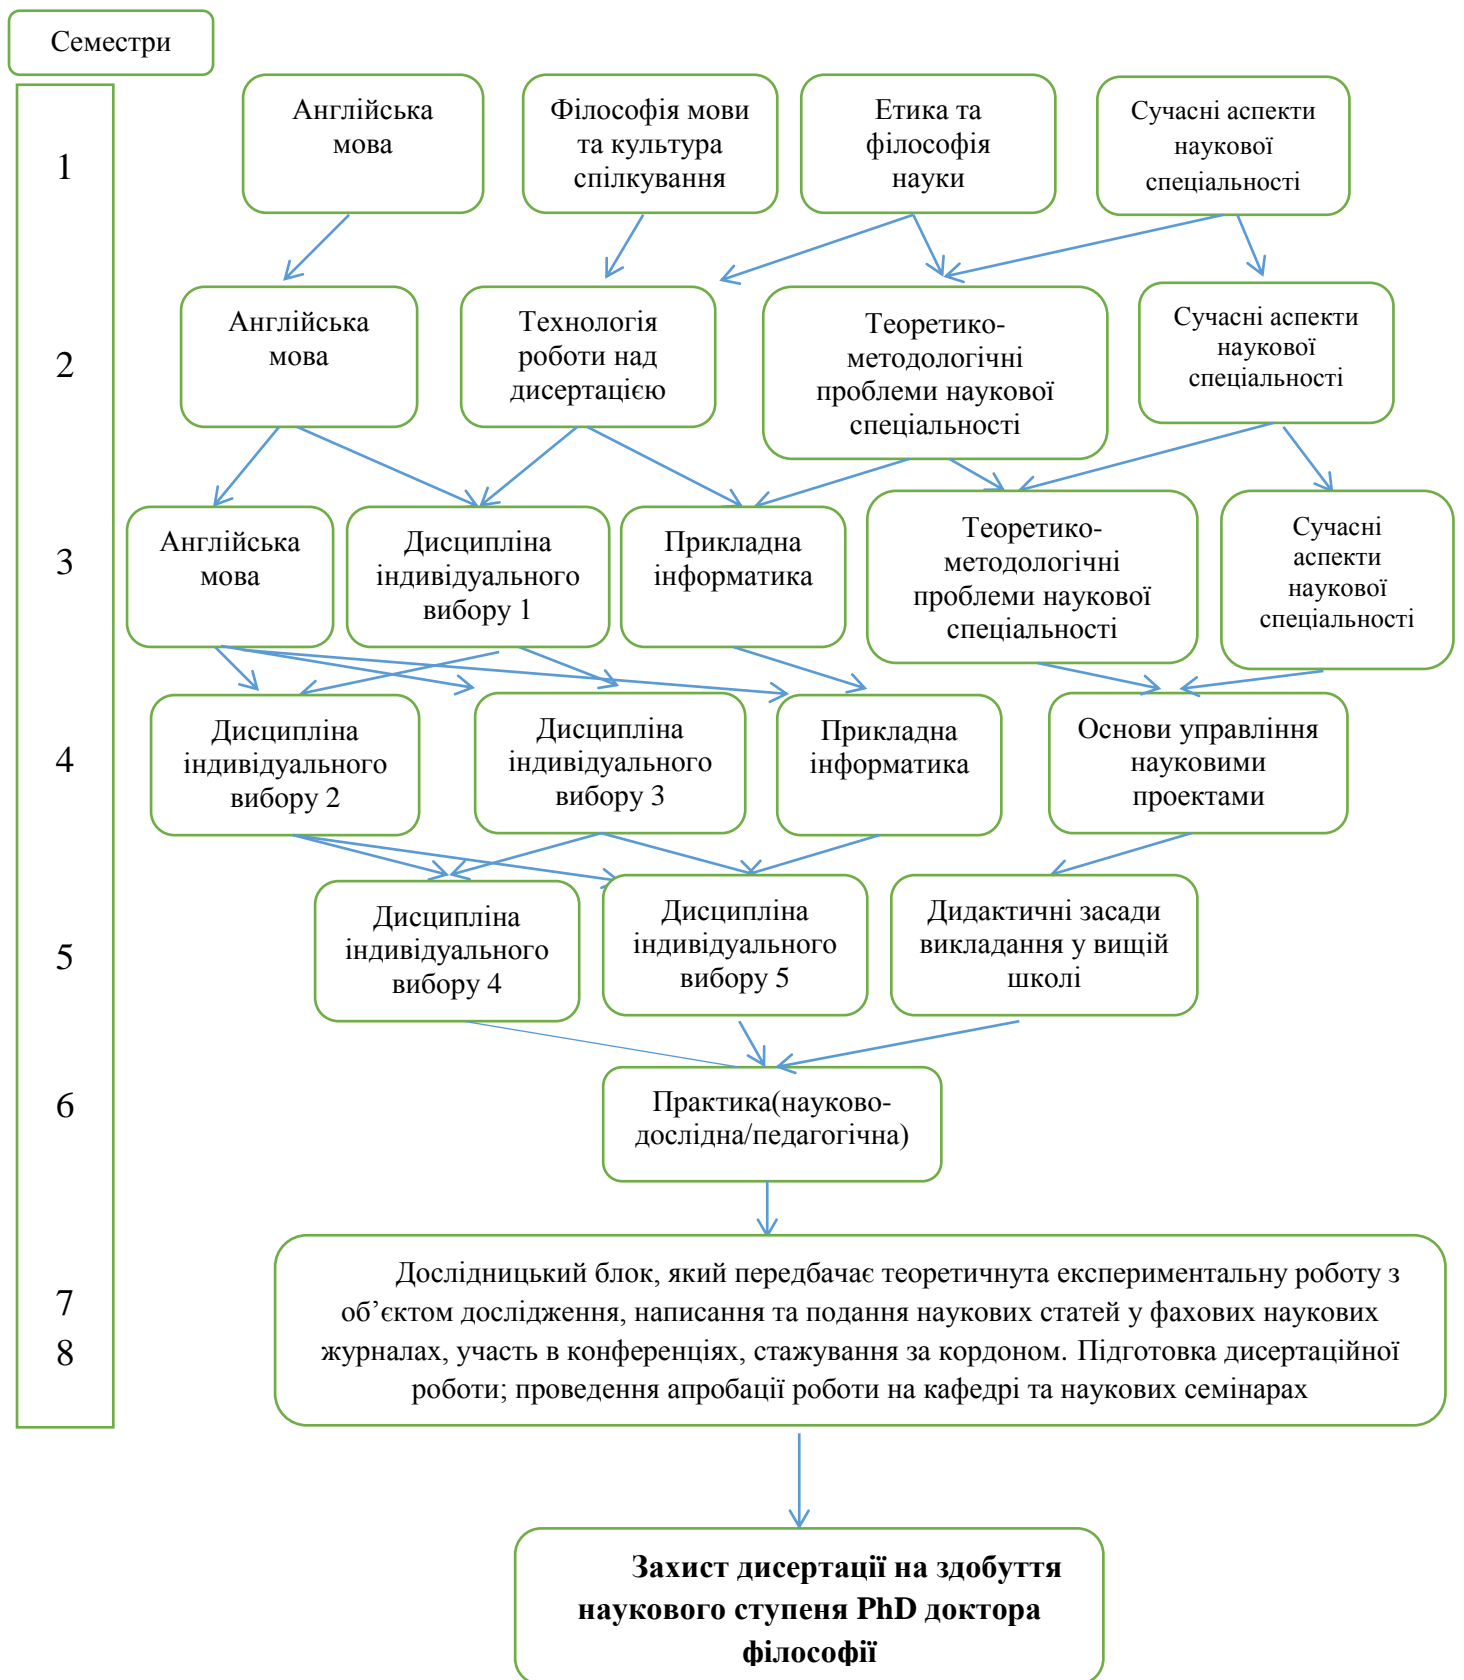 Семестри
1
Англійська
мова
Філософія мови
та культура
спілкування
Етика та
філософія
науки
Сучасні аспекти
наукової
спеціальності
2
Англійська
мова
Технологія
роботи над
дисертацією
Теоретико-
методологічні
проблеми наукової
спеціальності
Сучасні аспекти
наукової
спеціальності
3
Англійська
мова
Дисципліна
індивідуального
вибору 1
Прикладна
інформатика
Теоретико-
методологічні
проблеми наукової
спеціальності
Сучасні
аспекти
наукової
спеціальності
4
Дисципліна
індивідуального
вибору 2
Дисципліна
індивідуального
вибору 3
Прикладна
інформатика
Основи управління
науковими
проектами
5
Дисципліна
індивідуального
вибору 4
Дисципліна
індивідуального
вибору 5
Дидактичні засади
викладання у вищій
школі
6
Практика(науково-
дослідна/педагогічна)
7
8
Дослідницький блок, який передбачає теоретичнута експериментальну роботу з
об’єктом дослідження, написання та подання наукових статей у фахових наукових
журналах, участь в конференціях, стажування за кордоном. Підготовка дисертаційної
роботи; проведення апробації роботи на кафедрі та наукових семінарах
Захист дисертації на здобуття
наукового ступеня PhD доктора
філософії